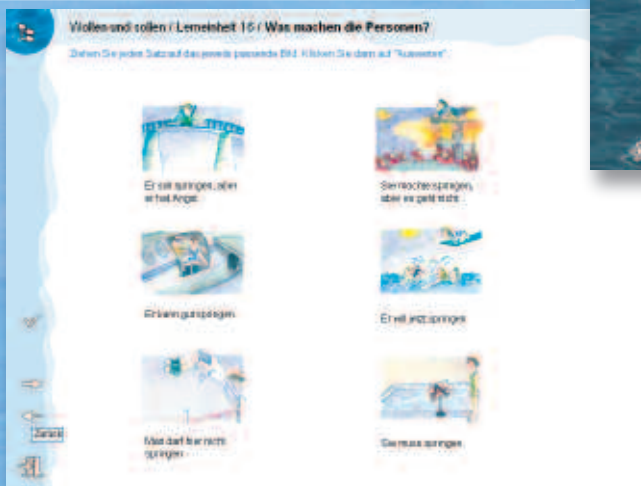 Wollen und sollen / Lerneinheit 16 / Was machen die Personen?
Ziehen Sie jeden Satz auf das jeweils passende Bild. Klicken Sie dann auf "Auswerten".
Er soll springen, aber
er hat Angst.
Sie möchte springen,
aber es geht nicht.
Er kann gut springen.
Er will jetzt springen.
Man darf hier nicht
springen.
Sie muss springen.
Zurück